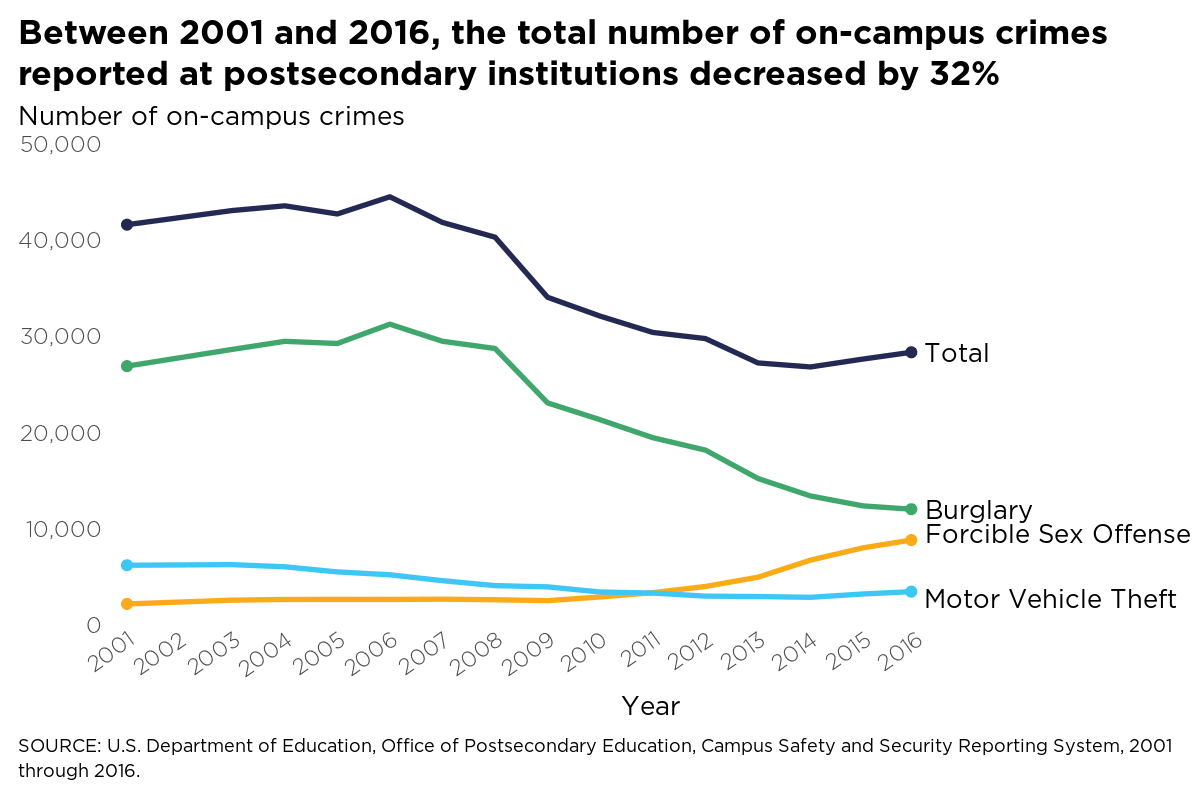 Between 2001 and 2016, the total number of on-campus crimes
reported at postsecondary institutions decreased by 32%
Number of on-campus crimes
50,000
40,000
30,000
Total
20,000
Burglary
10,000
Forcible Sex Offense
Motor Vehicle Theft
0
2001 2002 2003 2004 2005 2006 2007 2008 2009 2010 2011 2012 2013 2014 2015 2016
Year
SOURCE: U.S. Department of Education, Office of Postsecondary Education, Campus Safety and Security Reporting System, 2001
through 2016.